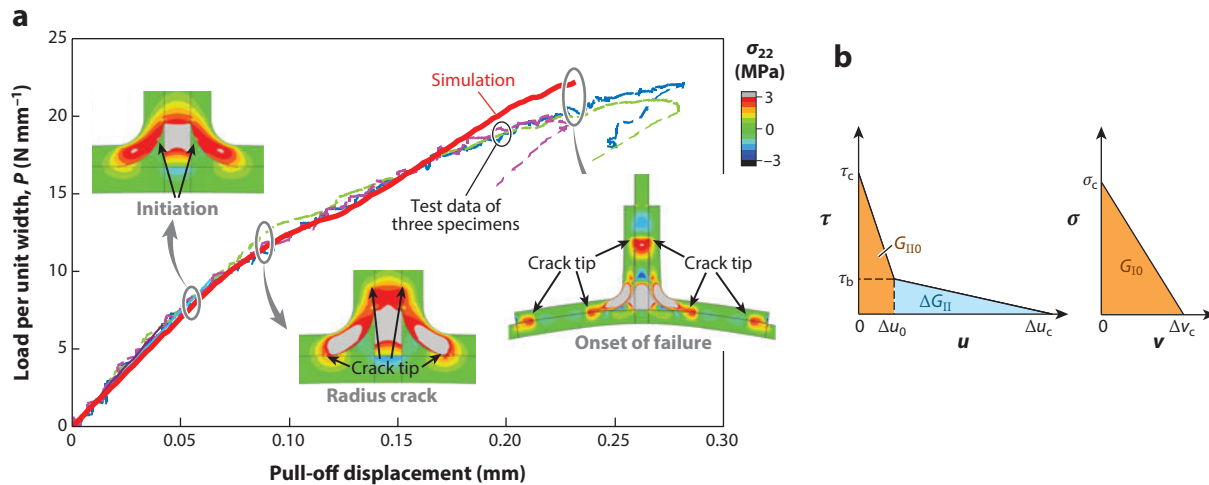 a
25
20
15
10
5
0
Load per unit width, P (N mm⁻¹)
0
0.05
0.10
0.15
0.20
0.25
0.30
Pull-off displacement (mm)
Simulation
Initiation
Test data of
three specimens
Crack tip
Radius crack
Crack tip
Crack tip
Onset of failure
σ₂₂
(MPa)
3
0
−3
b
τc
τ
τb
GII0
ΔGII
0
Δu0
Δuc
u
σc
σ
GI0
0
Δvc
v